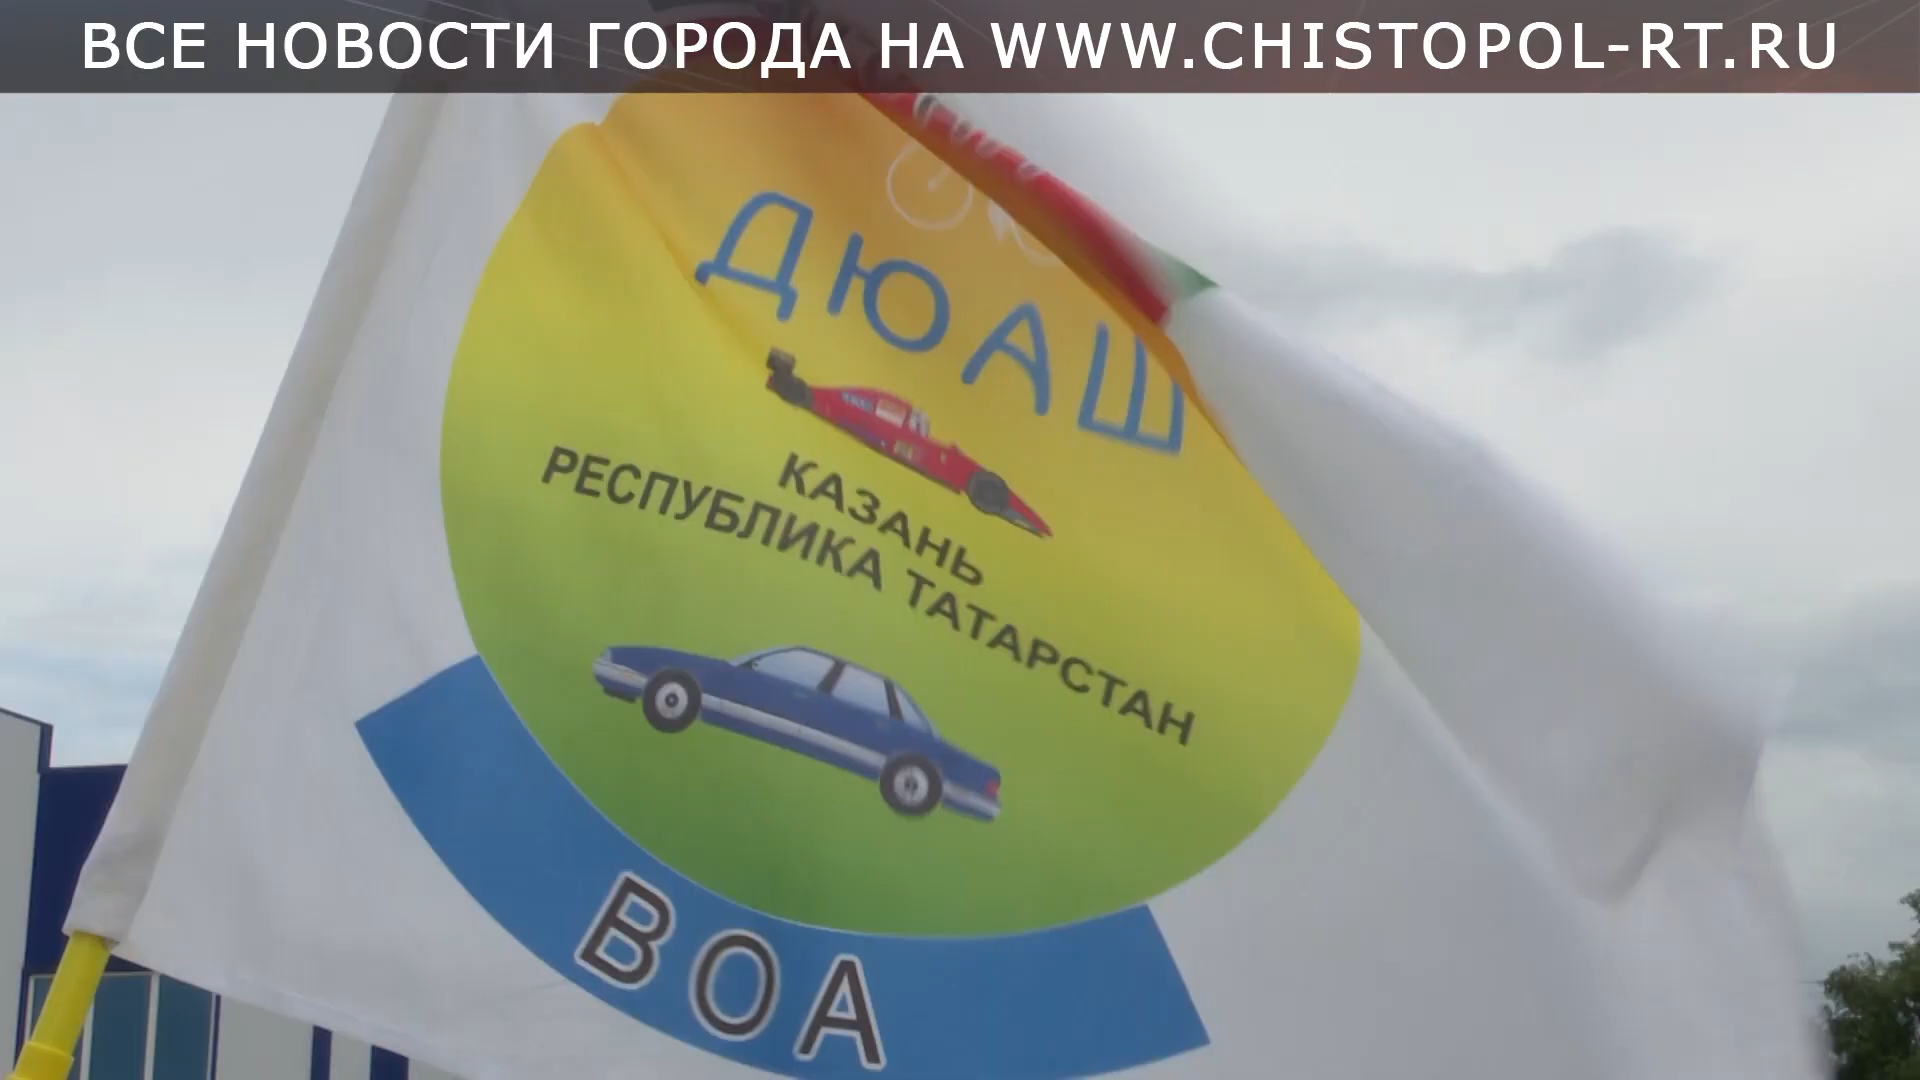 ВСЕ НОВОСТИ ГОРОДА НА WWW.CHISTOPOL-RT.RU
ДЮАШ
КАЗАНЬ
РЕСПУБЛИКА ТАТАРСТАН
ВОА